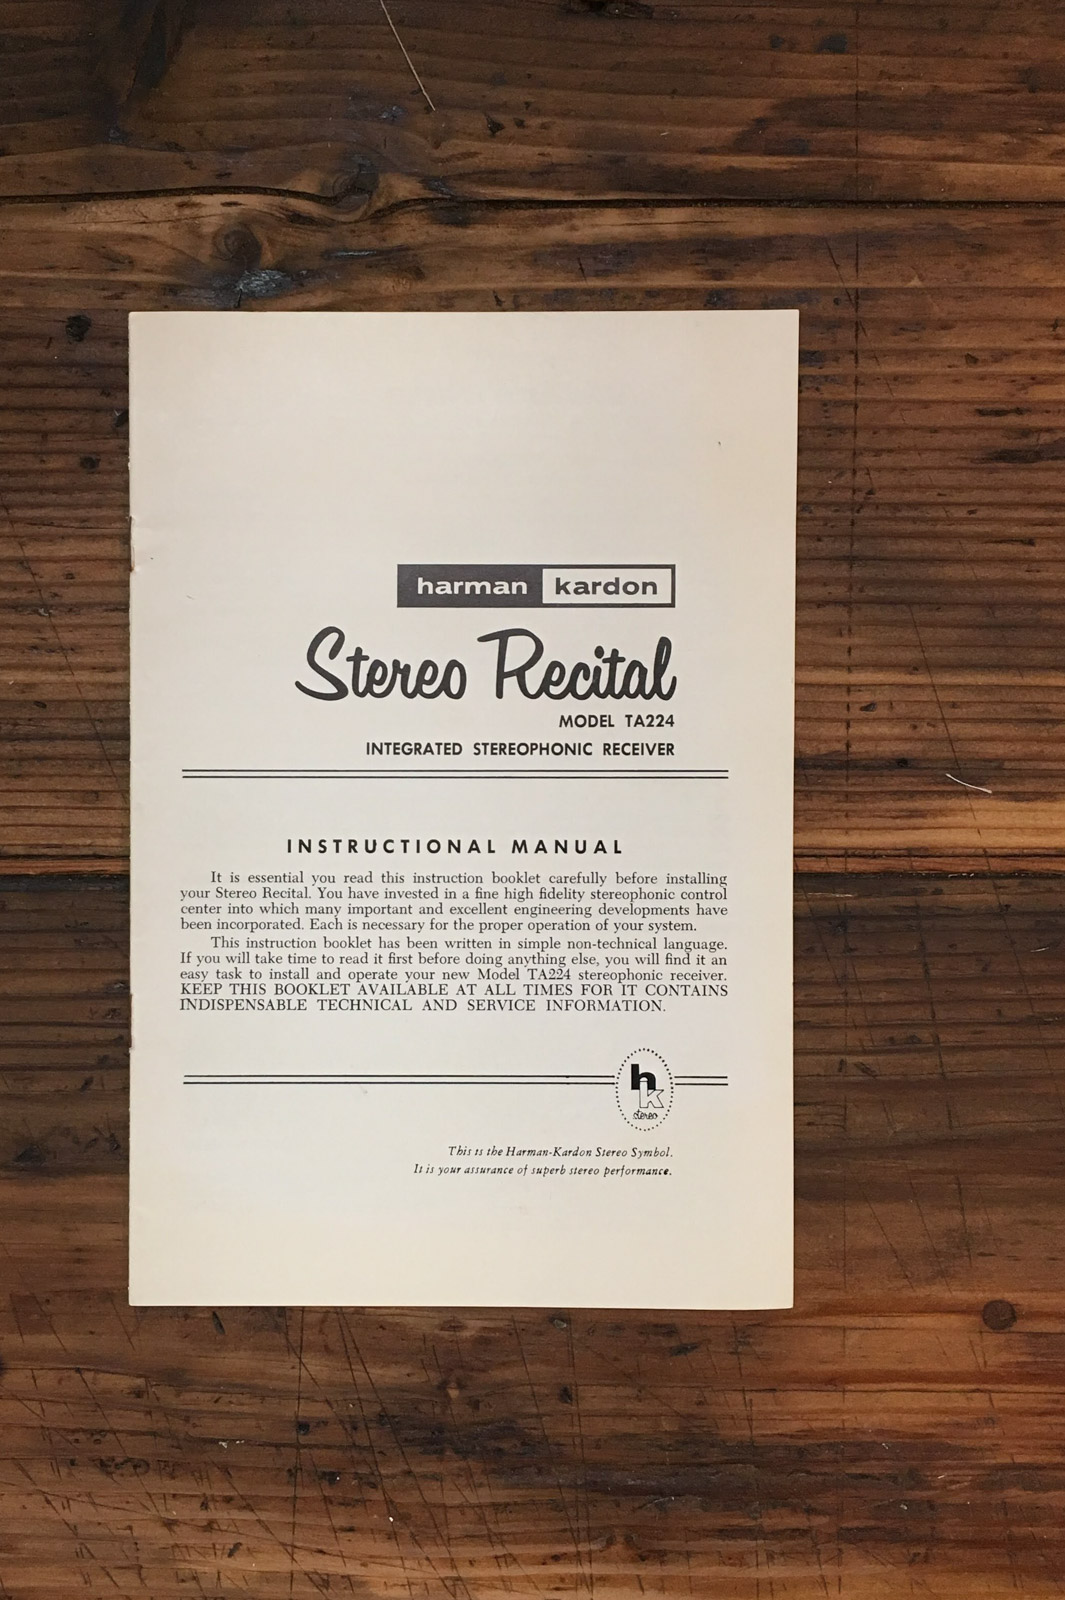 harman kardon
Stereo Recital
MODEL TA224
INTEGRATED STEREOPHONIC RECEIVER
INSTRUCTIONAL MANUAL
It is essential you read this instruction booklet carefully before installing
your Stereo Recital. You have invested in a fine high fidelity stereophonic control
center into which many important and excellent engineering developments have
been incorporated. Each is necessary for the proper operation of your system.
This instruction booklet has been written in simple non-technical language.
If you will take time to read it first before doing anything else, you will find it an
easy task to install and operate your new Model TA224 stereophonic receiver.
KEEP THIS BOOKLET AVAILABLE AT ALL TIMES FOR IT CONTAINS
INDISPENSABLE TECHNICAL AND SERVICE INFORMATION.
hk
stereo
This is the Harman-Kardon Stereo Symbol.
It is your assurance of superb stereo performance.